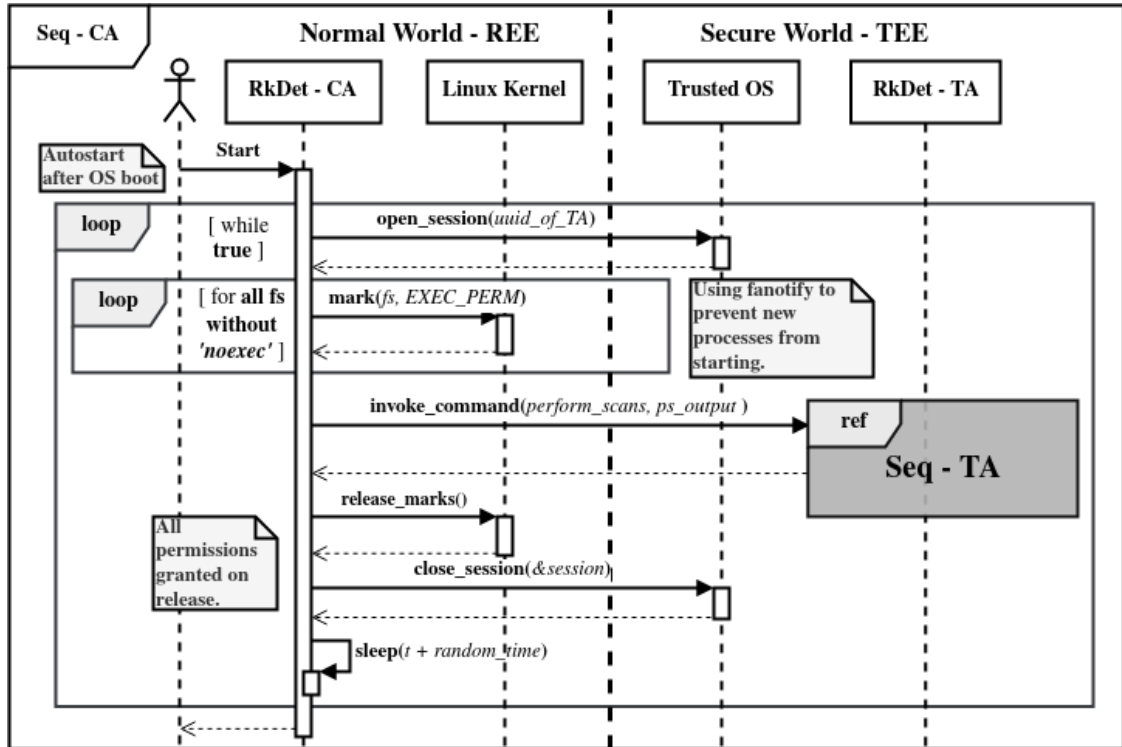 Seq - CA
Normal World - REE
Secure World - TEE
RkDet - CA
Linux Kernel
Trusted OS
RkDet - TA
Autostart
after OS boot
Start
loop
[ while
true ]
open_session(uuid_of_TA)
loop
[ for all fs
without
'noexec' ]
mark(fs, EXEC_PERM)
Using fanotify to
prevent new
processes from
starting.
invoke_command(perform_scans, ps_output )
ref
Seq - TA
release_marks()
All
permissions
granted on
release.
close_session(&session)
sleep(t + random_time)